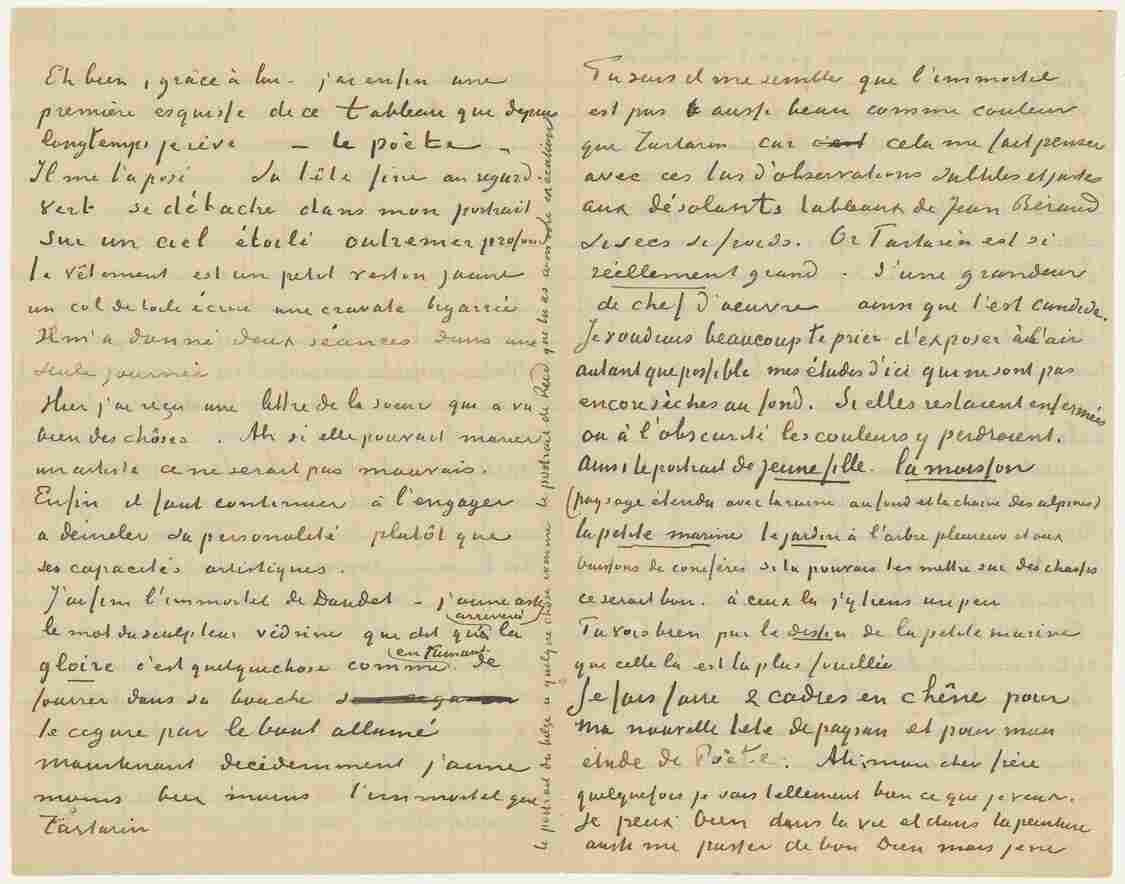 Eh bien, grâce à lui – j'ai enfin une
première esquisse de ce tableau que depuis
longtemps je rêve – le poète –
Il me l'a posé Sa tête fine au regard
vert se détache dans mon portrait
sur un ciel étoilé outremer profond
le vêtement est un petit veston jaune
un col de toile écrue une cravate bigarrée
Il m'a donné deux séances dans une
seule journée
Hier j'ai reçu une lettre de la soeur qui a vu
bien des chôses. Ah si elle pouvait marier
un artiste ce ne serait pas mauvais.
Enfin il faut continuer à l'engager
a demeler sa personalité plutôt que
ses capacités artistiques.
J'ai fini l'immortel de Daudet – j'aime assez
le mot du sculpteur védrine qui dit qu'arriver à la
gloire c'est quelquechose comme en fumant de
fourrer dans sa bouche
le cigare par le bout allumé
maintenant décidemment j'aime
moins bien moins l'immortel que
Tartarin
le portrait du belge a quelque chose comme le portrait de Reid que tu as comme exécution
Tu sais il me semble que l'immortel
est pas aussi beau comme couleur
que Tartarin car c'est cela me fait penser
avec ces tas d'observations subtiles et justes
aux désolants tableaux de Jean Beraud
si secs si froids. Or Tartarin est si
réellement grand. d'une grandeur
de chef d'oeuvre ainsi que l'est candide.
Je voudrais beaucoup te prier d'exposer à l'air
autant que possible mes études d'ici qui ne sont pas
encore sèches au fond. Si elles restaient enfermées
ou à l'obscurité les couleurs y perdraient.
Ainsi le portrait de jeune fille. la moisson
(paysage étendu avec la ruine au fond et la chaine des alpines)
la petite marine le jardin à l'arbre pleureur et aux
buissons de conifères si tu pouvais les mettre sur des chassis
ce serait bon. à ceux la j'y tiens un peu
Tu vois bien par le dessin de la petite marine
que celle la est la plus fouillée
Je fais faire 2 cadres en chêne pour
ma nouvelle tete de paysan et pour mon
étude de Poète. Ah, mon cher frère
quelquefois je sais tellement bien ce que je veux.
Je peux bien dans la vie et dans la peinture
aussi me passer de bon Dieu mais je ne